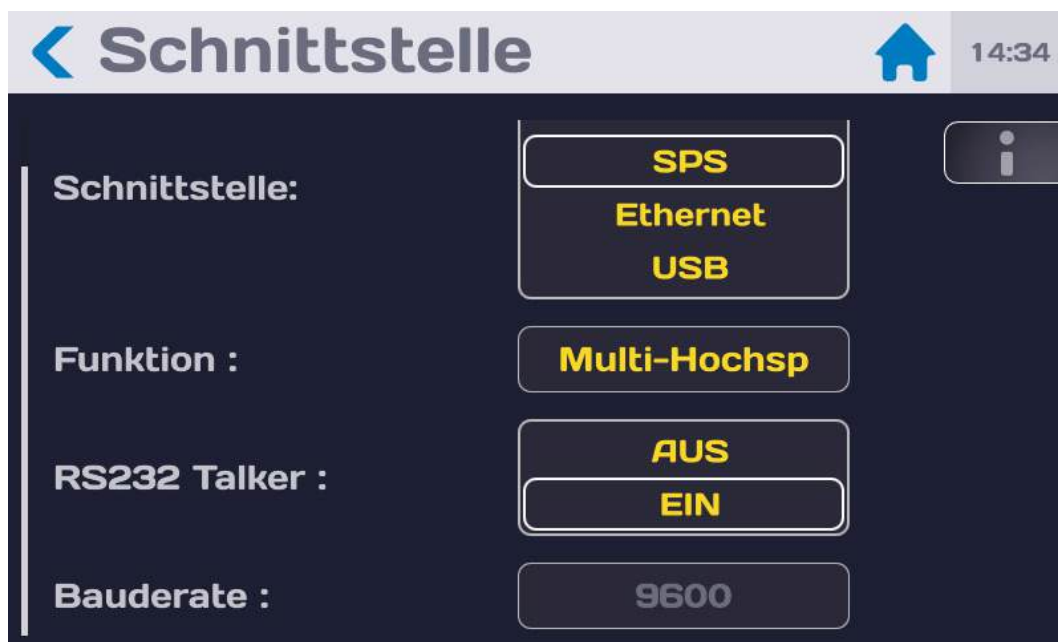 Schnittstelle
14:34
Schnittstelle:
SPS
Ethernet
USB
Funktion :
Multi-Hochsp
RS232 Talker :
AUS
EIN
Bauderate :
9600